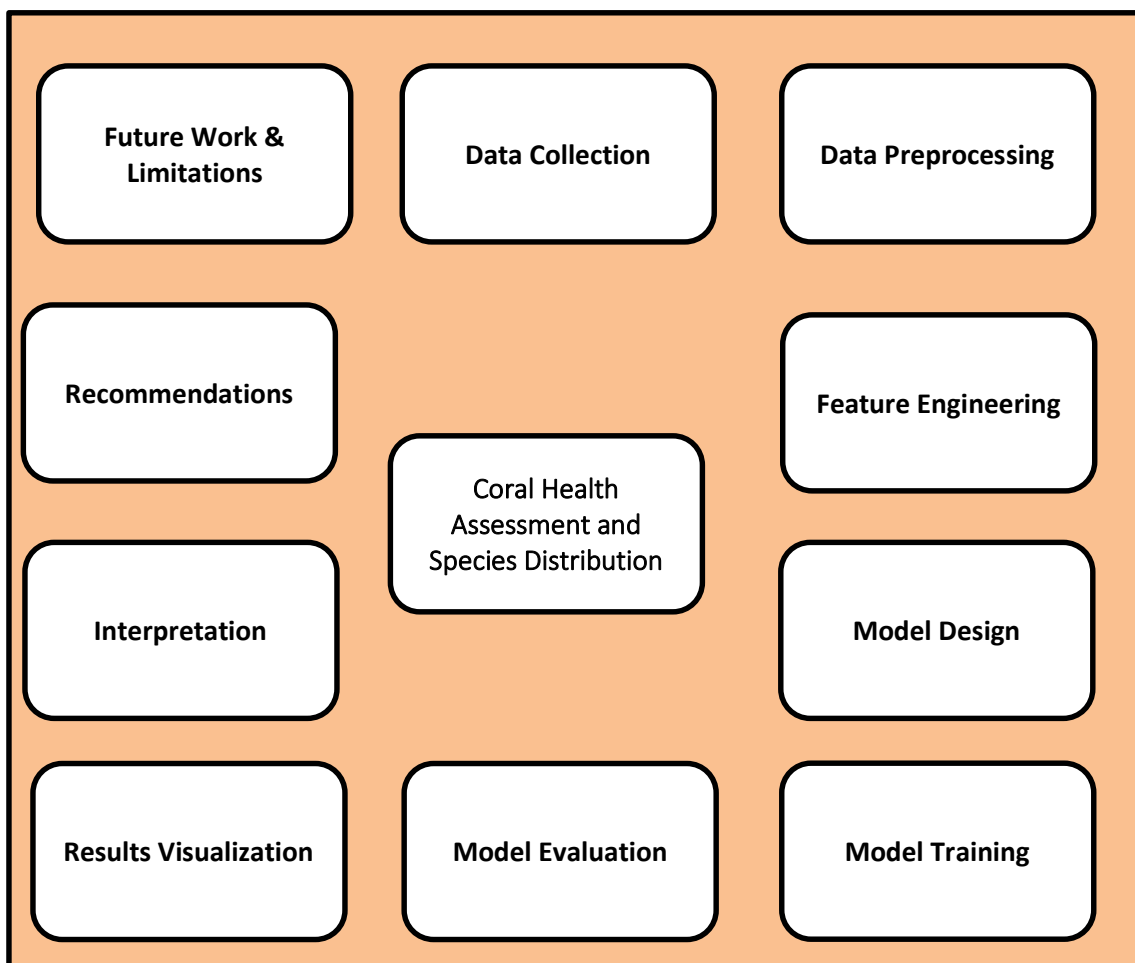 Future Work &
Limitations
Data Collection
Data Preprocessing
Recommendations
Feature Engineering
Coral Health
Assessment and
Species Distribution
Interpretation
Model Design
Results Visualization
Model Evaluation
Model Training